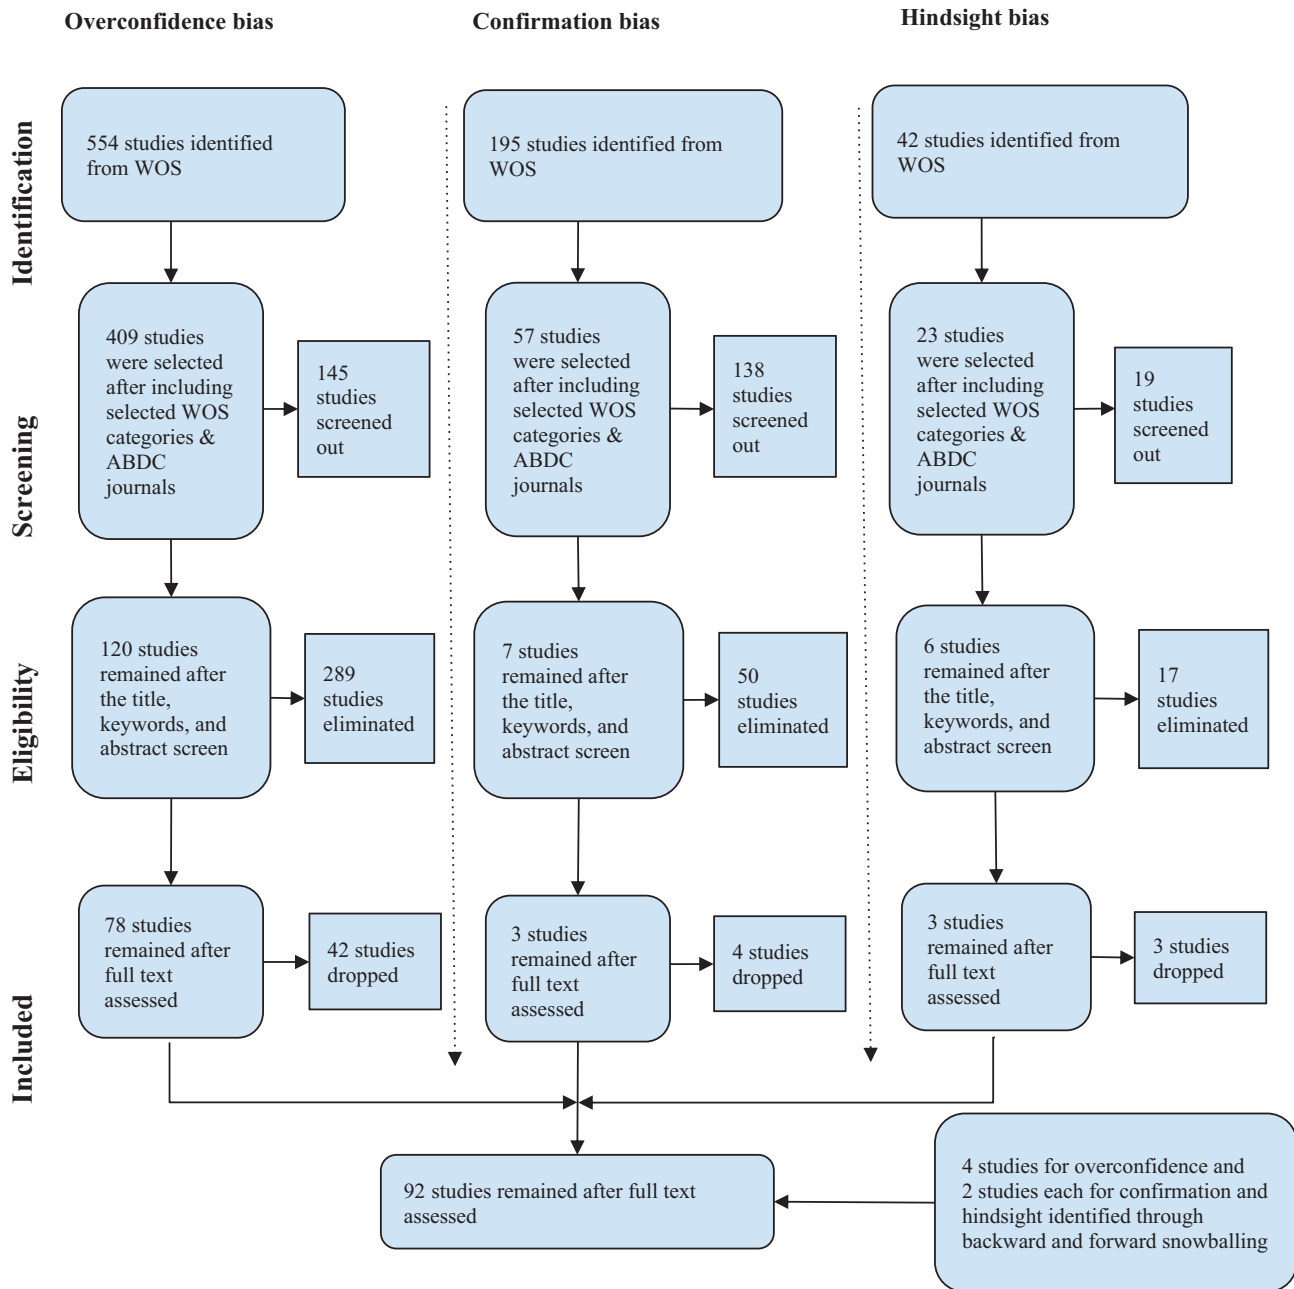 Overconfidence bias
Confirmation bias
Hindsight bias
Identification
554 studies identified
from WOS
195 studies identified from
WOS
42 studies identified from
WOS
Screening
409 studies
were selected
after including
selected WOS
categories &
ABDC
journals
145
studies
screened
out
57 studies
were selected
after including
selected WOS
categories &
ABDC
journals
138
studies
screened
out
23 studies
were selected
after including
selected WOS
categories &
ABDC
journals
19
studies
screened
out
Eligibility
120 studies
remained after
the title,
keywords, and
abstract screen
289
studies
eliminated
7 studies
remained after
the title,
keywords, and
abstract screen
50
studies
eliminated
6 studies
remained after
the title,
keywords, and
abstract screen
17
studies
eliminated
Included
78 studies
remained after
full text
assessed
42 studies
dropped
3 studies
remained after
full text
assessed
4 studies
dropped
3 studies
remained after
full text
assessed
3 studies
dropped
92 studies remained after full text
assessed
4 studies for overconfidence and
2 studies each for confirmation and
hindsight identified through
backward and forward snowballing